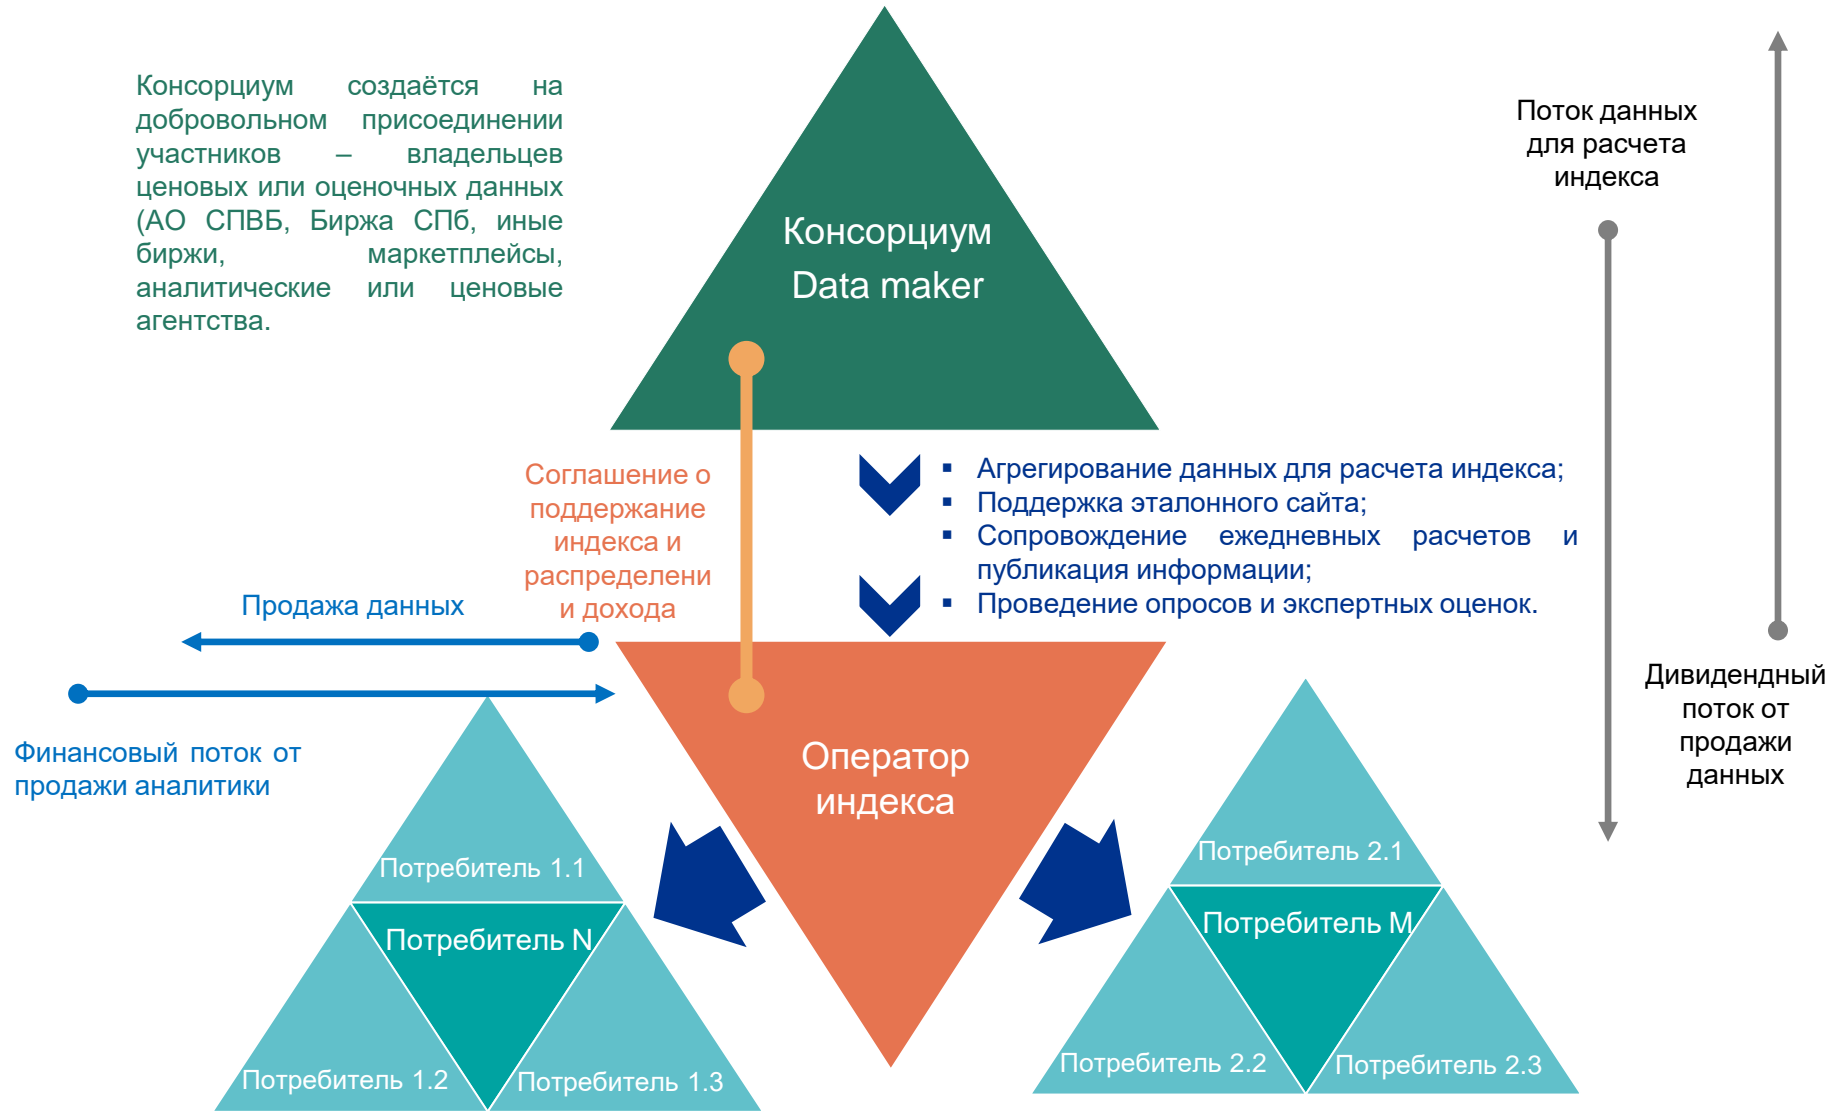 Консорциум создаётся на
добровольном присоединении
участников – владельцев
ценовых или оценочных данных
(АО СПВБ, Биржа СПб, иные
биржи, маркетплейсы,
аналитические или ценовые
агентства.
Консорциум
Data maker
Поток данных
для расчета
индекса
Соглашение о
поддержание
индекса и
распределени
и дохода
▪ Агрегирование данных для расчета индекса;
▪ Поддержка эталонного сайта;
▪ Сопровождение ежедневных расчетов и
публикация информации;
▪ Проведение опросов и экспертных оценок.
Продажа данных
Финансовый поток от
продажи аналитики
Оператор
индекса
Дивидендный
поток от
продажи
данных
Потребитель 1.1
Потребитель N
Потребитель 1.2
Потребитель 1.3
Потребитель 2.1
Потребитель M
Потребитель 2.2
Потребитель 2.3